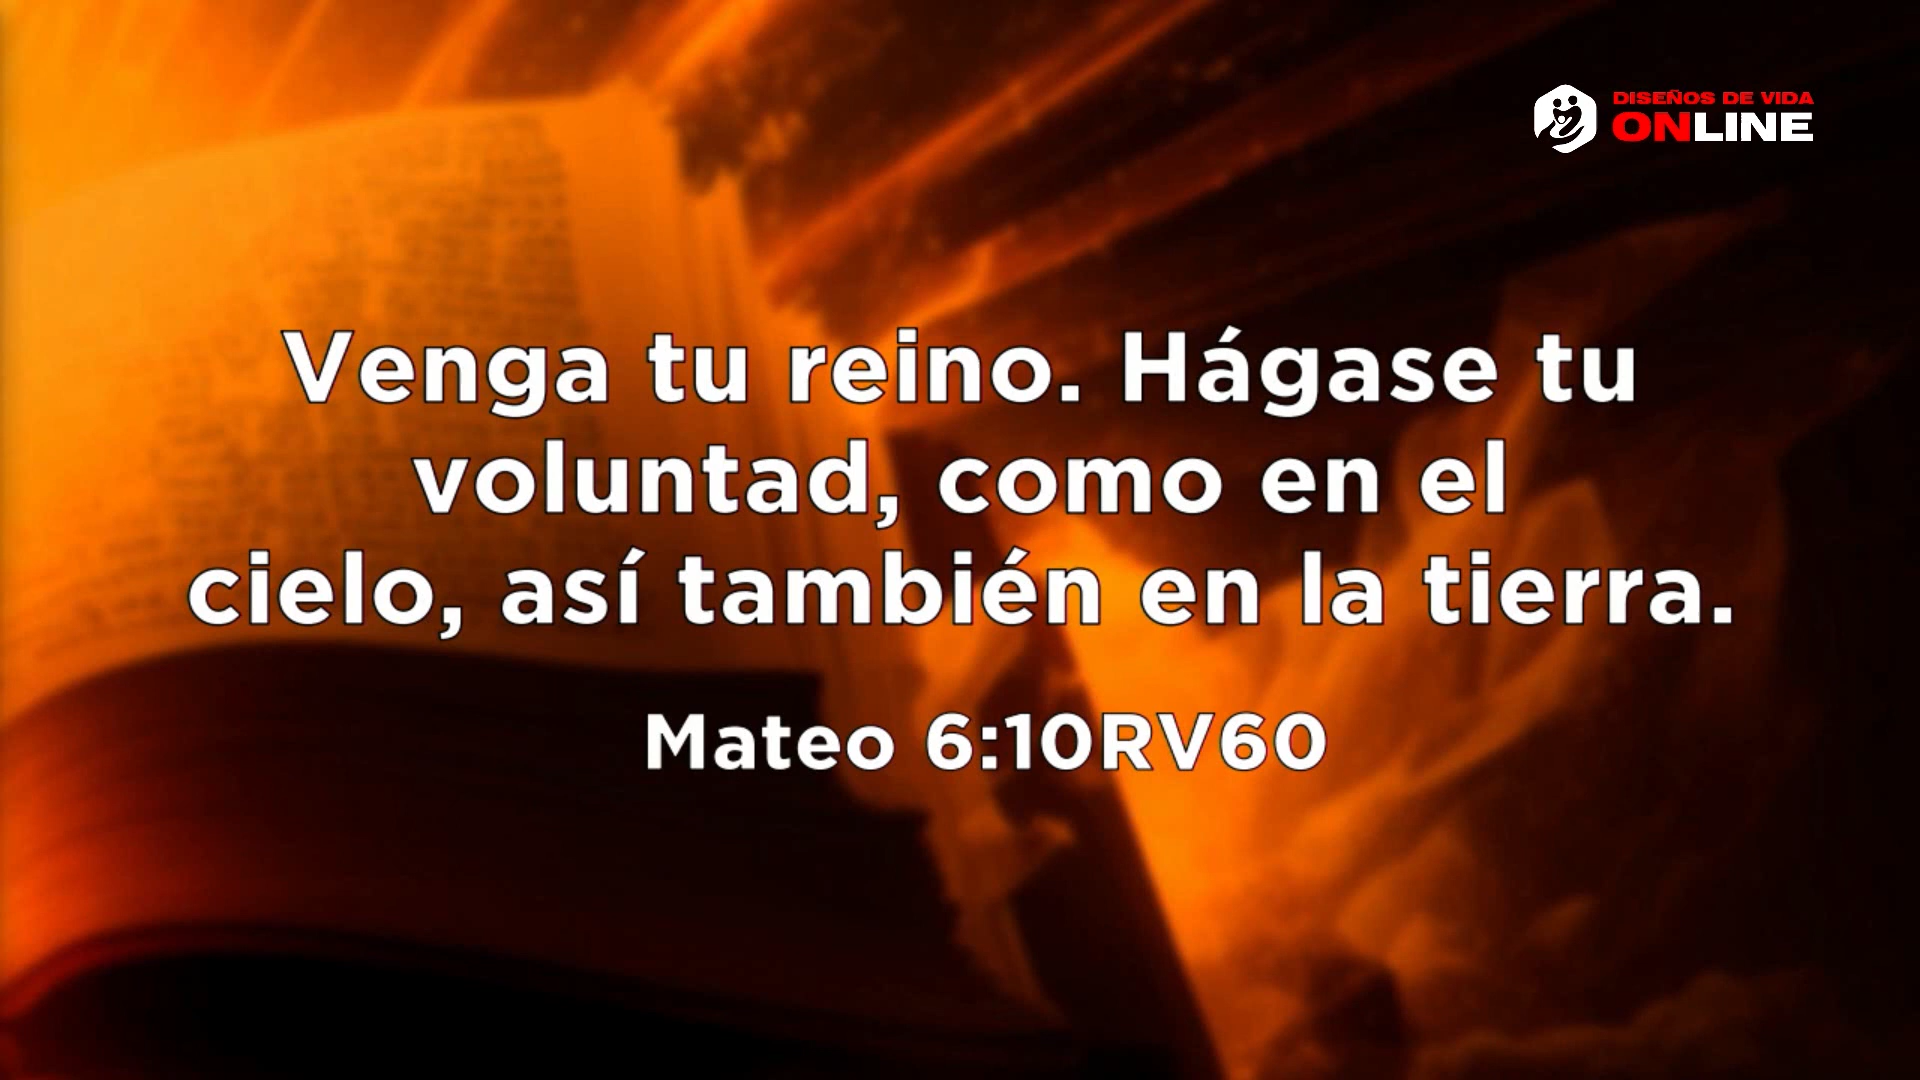 DISEÑOS DE VIDA
ONLINE
Venga tu reino. Hágase tu
voluntad, como en el
cielo, así también en la tierra.
Mateo 6:10RV60